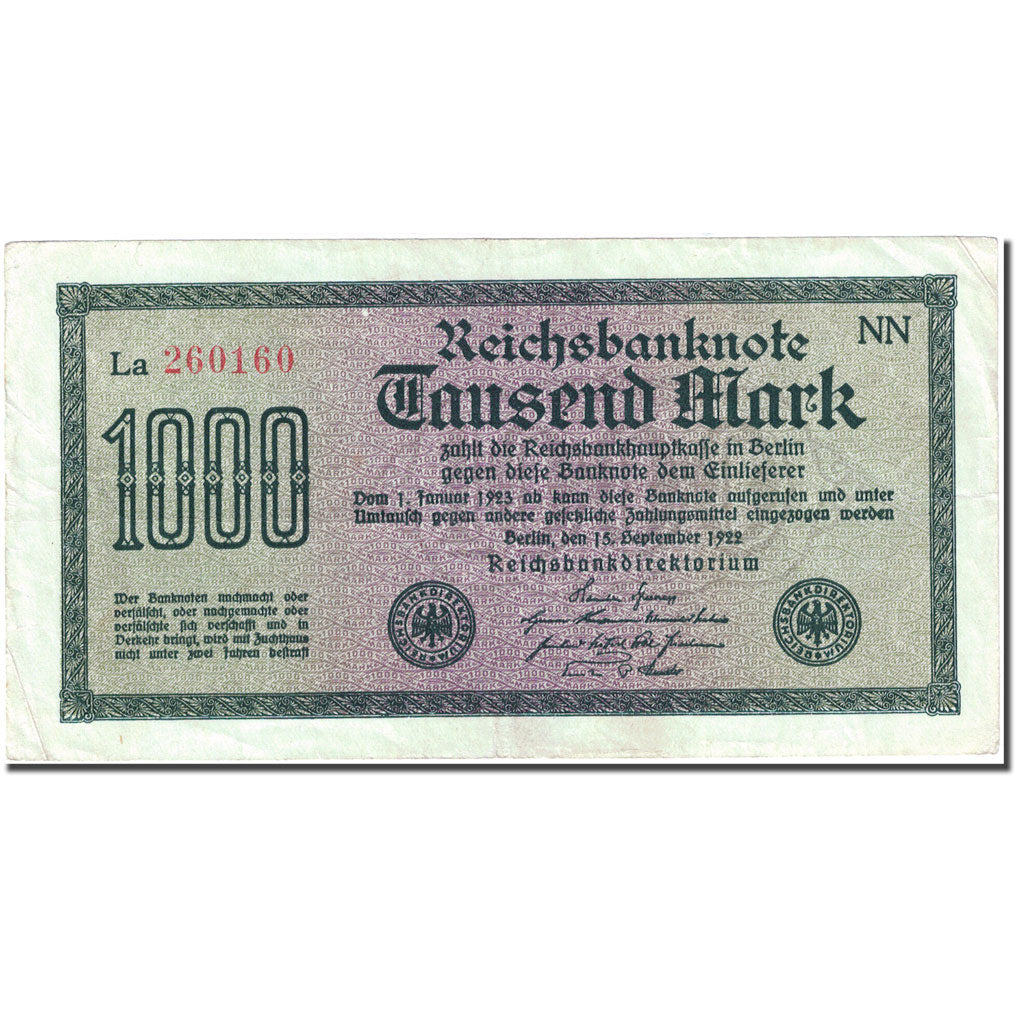 Reichsbanknote
NN
La 260160
Tausend Mark
1000
zahlt die Reichsbankhauptkasse in Berlin
gegen diese Banknote dem Einlieferer
Vom 1. Januar 1923 ab kann diese Banknote aufgerufen und unter
Umtausch gegen andere gesetzliche Zahlungsmittel eingezogen werden
Berlin, den 15. September 1922
Reichsbankdirektorium
Wer Banknoten nachmacht oder
verfälscht, oder nachgemachte oder
verfälschte sich verschafft und in
Verkehr bringt, wird mit Zuchthaus
nicht unter zwei Jahren bestraft
REICHSBANKDIREKTORIUM
REICHSBANKDIREKTORIUM